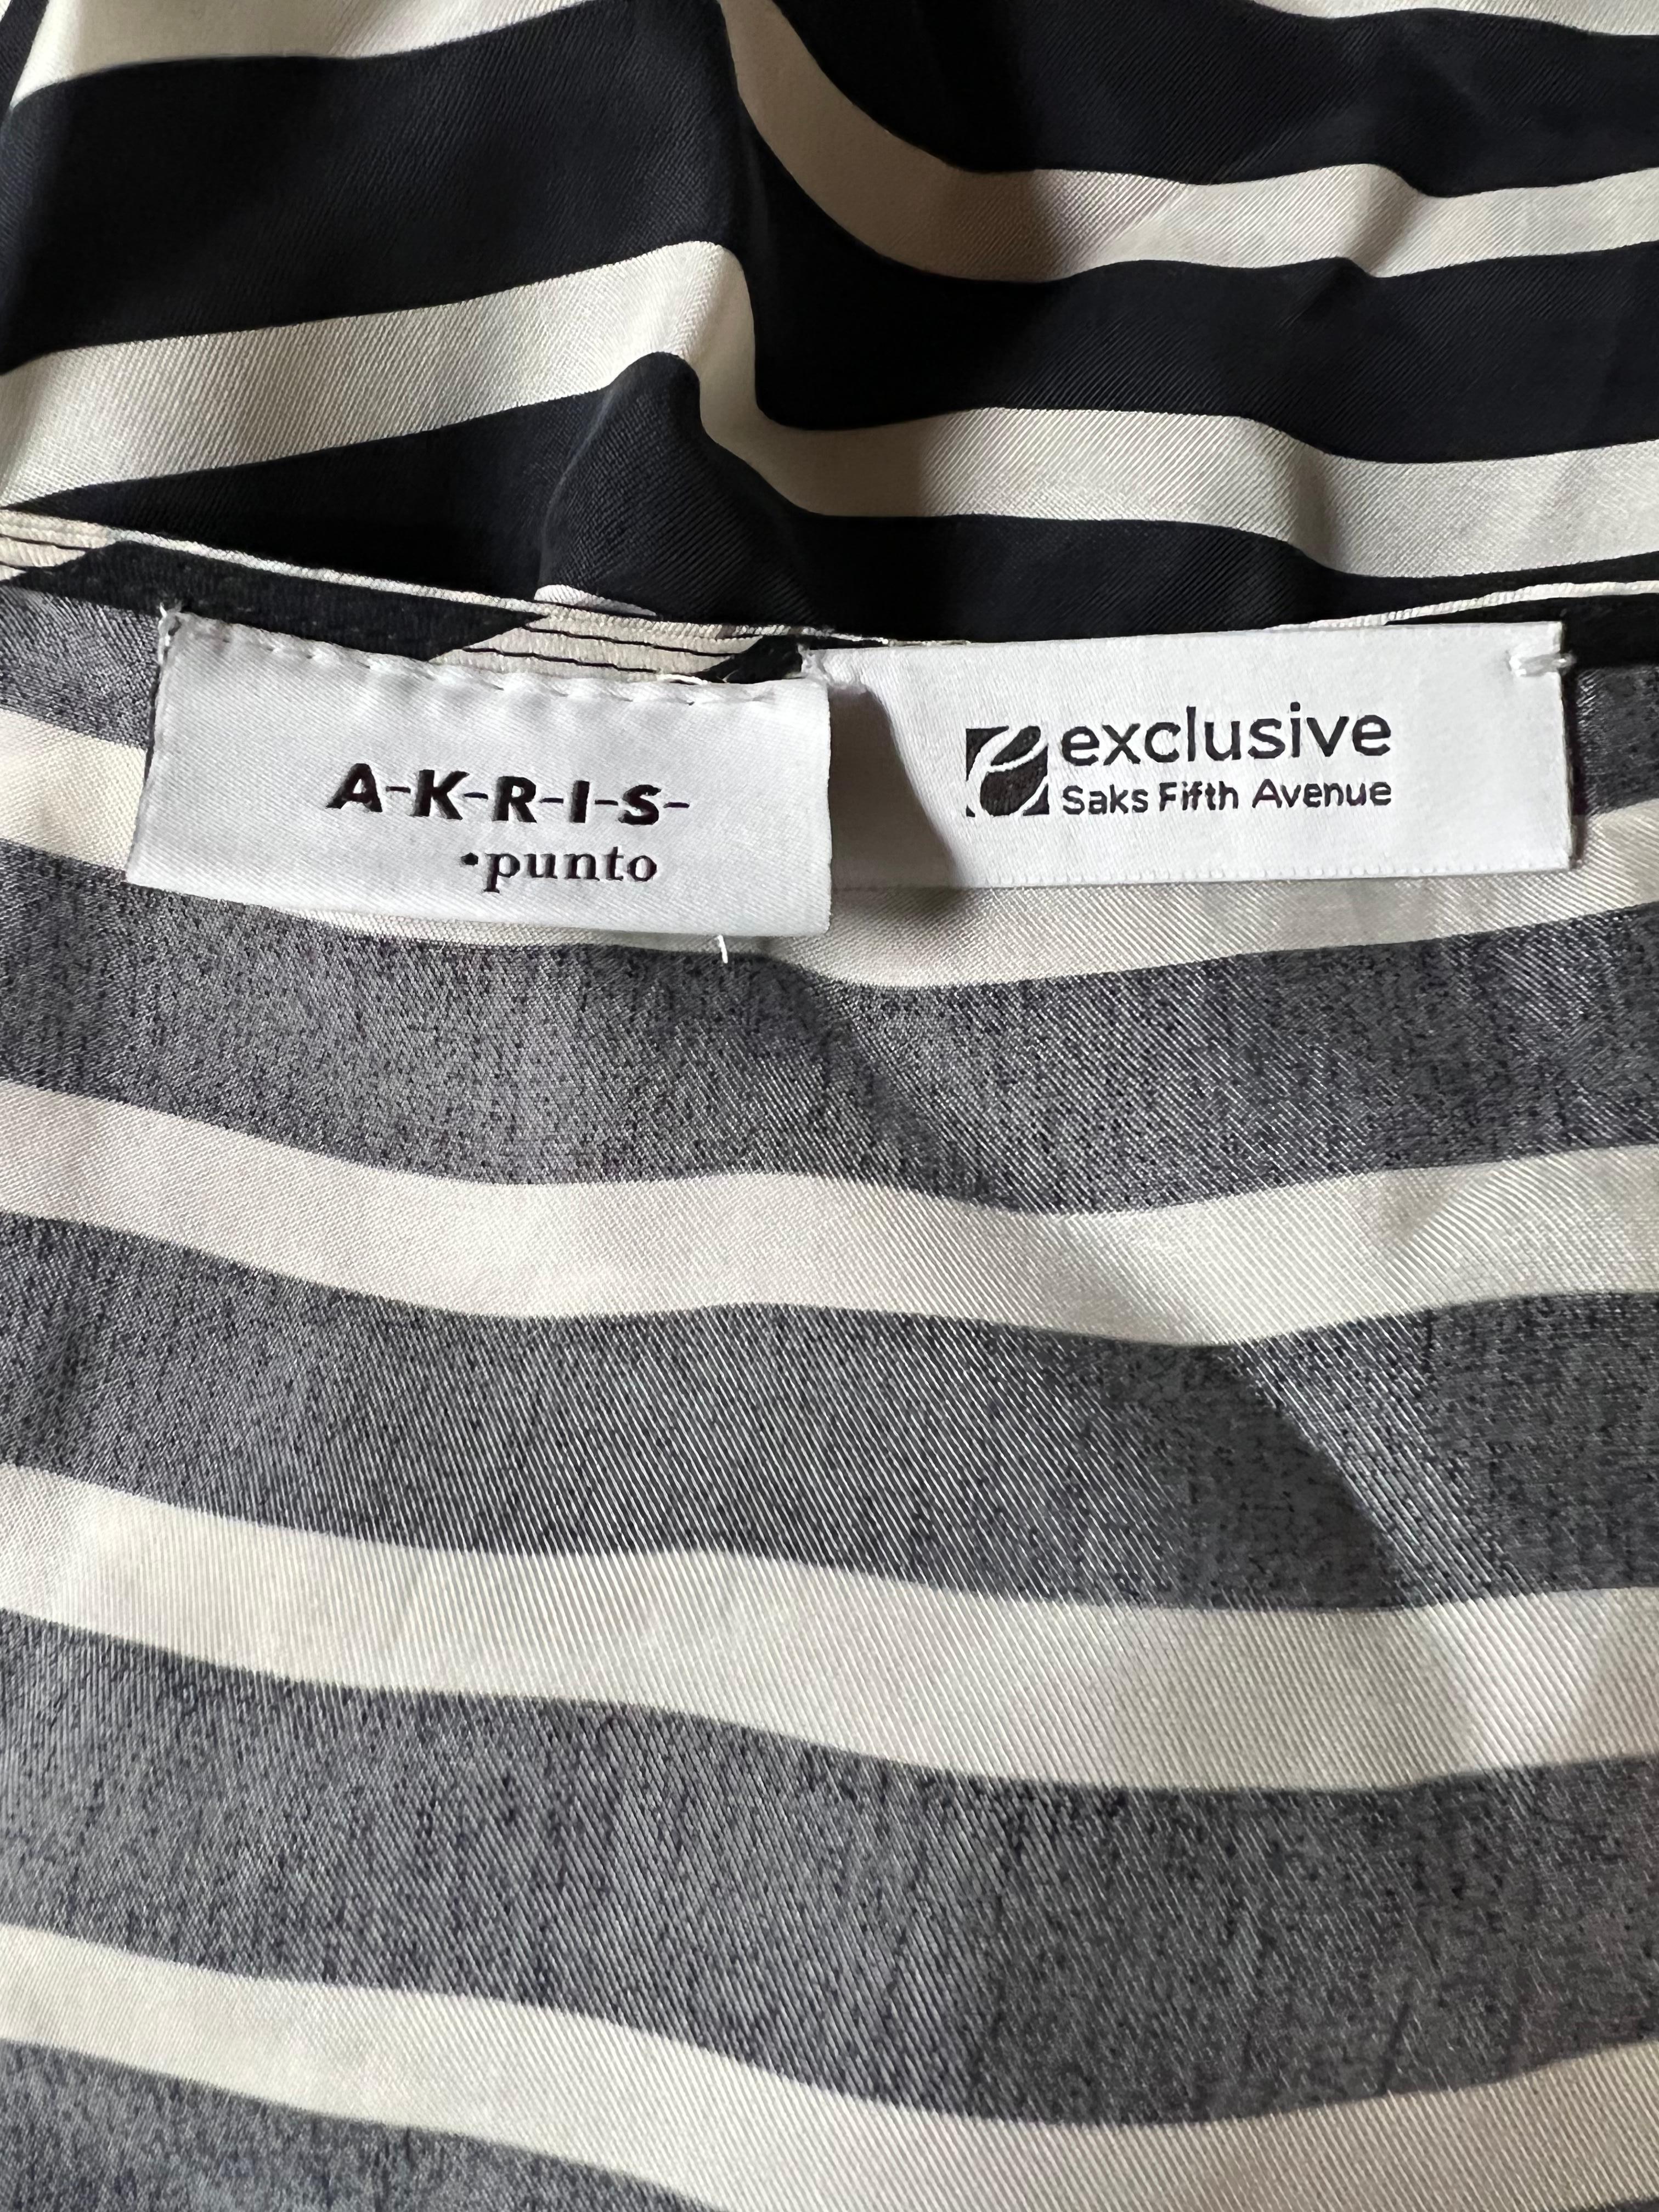 A-K-R-I-S-
•punto
exclusive
Saks Fifth Avenue